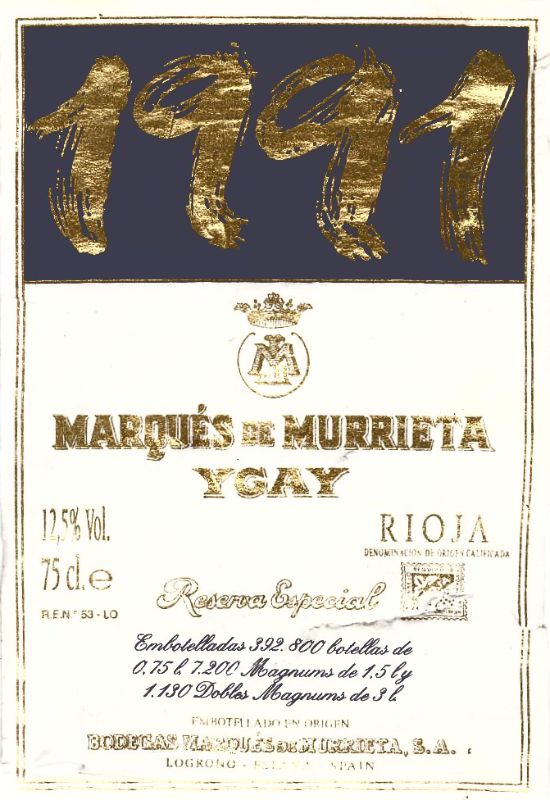 1991
M
MARQUÉS DE MURRIETA
YGAY
12,5% Vol.
RIOJA
DENOMINACIÓN DE ORIGEN CALIFICADA
75 cl. e
R.E.N.º 53 - LO
Reserva Especial
Embotelladas 392.800 botellas de
0,75 l. 7.200 Magnums de 1.5 l y
1.130 Dobles Magnums de 3 l.
EMBOTELLADO EN ORIGEN
BODEGAS MARQUÉS DE MURRIETA, S.A.
LOGROÑO - SPAIN